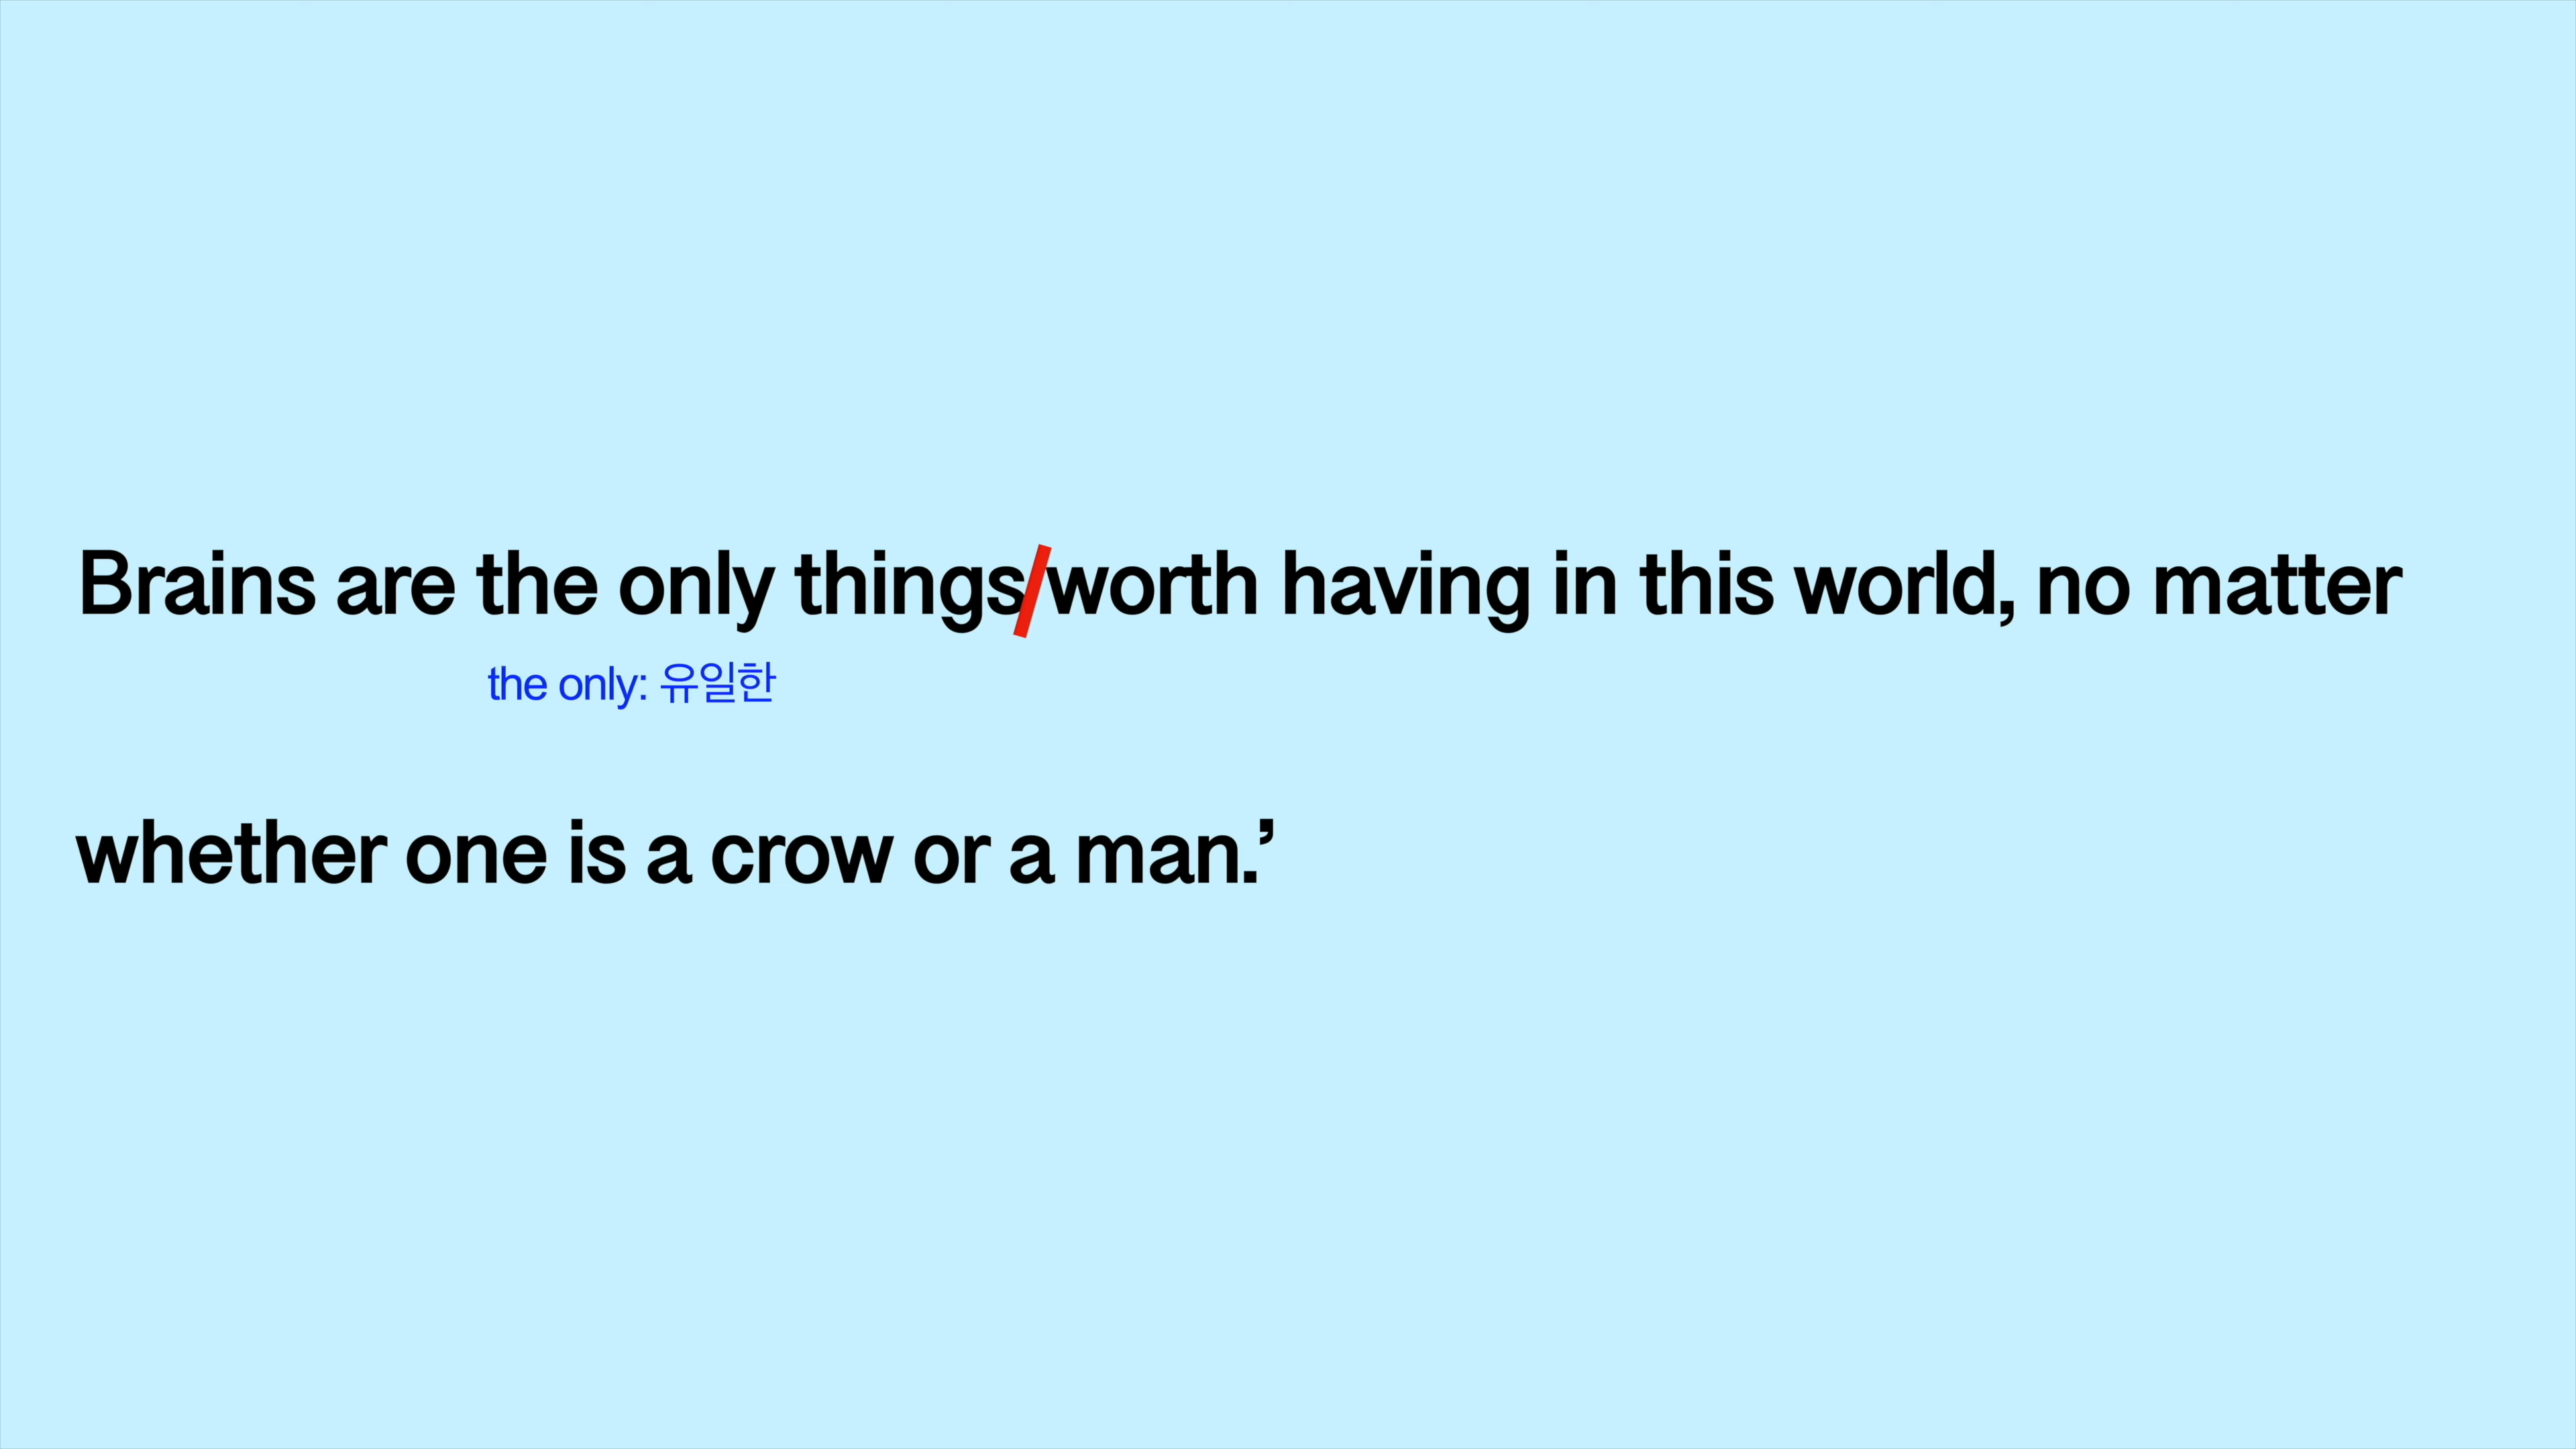 Brains are the only things/worth having in this world, no matter
the only: 유일한
whether one is a crow or a man.’